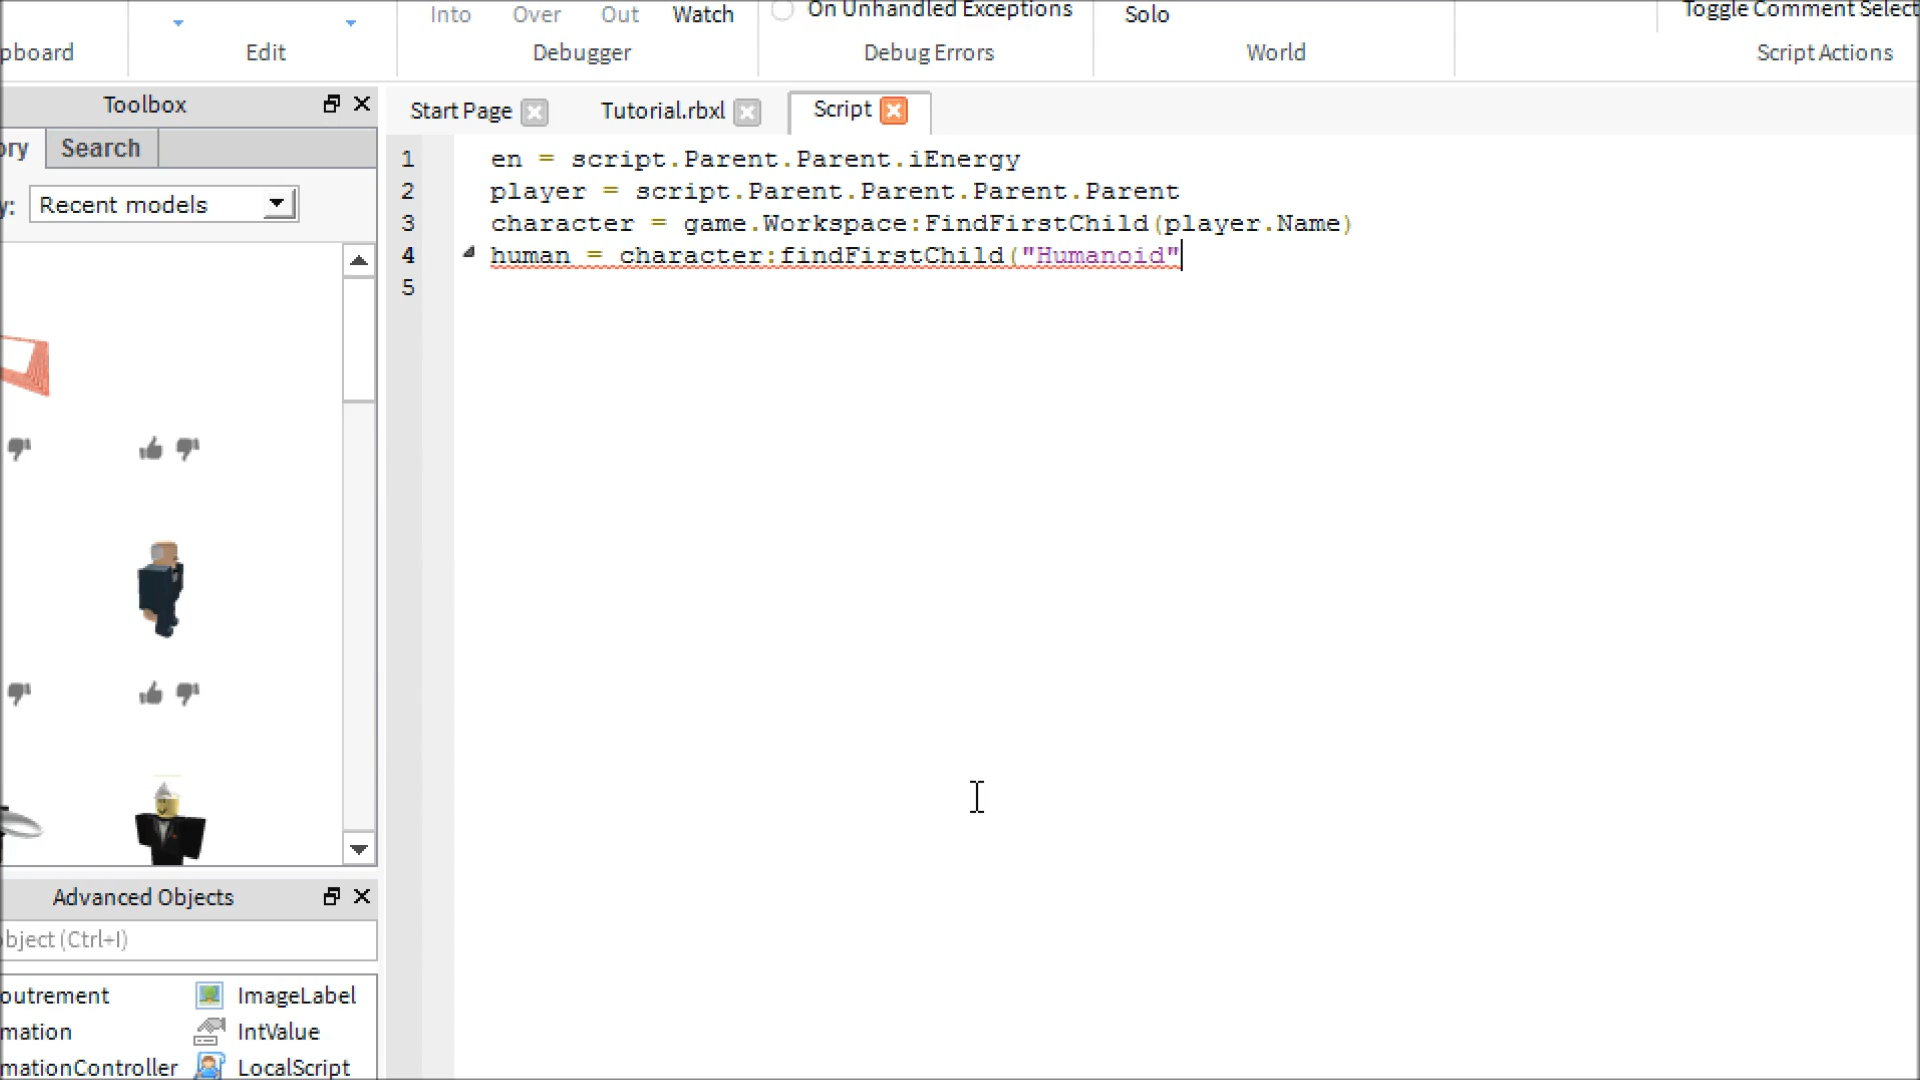 Into Over Out Watch On Unhandled Exceptions Solo Toggle Comment Select
pboard Edit Debugger Debug Errors World Script Actions
Toolbox
Start Page Tutorial.rbxl Script
ory Search
y: Recent models
1 en = script.Parent.Parent.iEnergy
2 player = script.Parent.Parent.Parent.Parent
3 character = game.Workspace:FindFirstChild(player.Name)
4 human = character:findFirstChild("Humanoid"
5
Advanced Objects
bject (Ctrl+I)
outrement ImageLabel
mation IntValue
mationController LocalScript